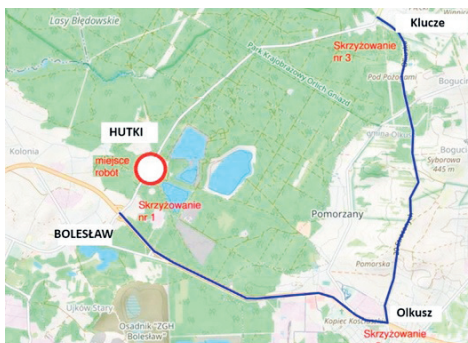 Klucze
Lasy Błędowskie
Skrzyżowanie
nr 3
Park Krajobrazowy Orlich Gniazd
Pod Pomorzany
HUTKI
miejsce
robót
Kolonia
Skrzyżowanie
nr 1
Syborowa
445 m
Pomorzany
BOLESŁAW
Pomorska
Ujków Stary
Osadnik "ZGH
Bolesław"
Olkusz
Kopiec Kościuszki
Skrzyżowanie